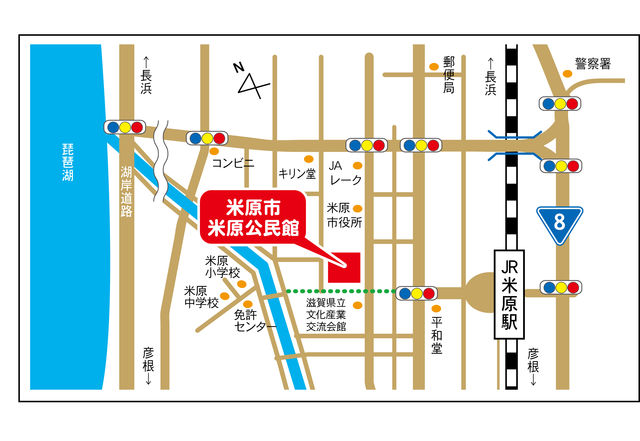 ↑長浜
N
郵便局
↑長浜
警察署
琵琶湖
湖岸道路
コンビニ
キリン堂
JA
レーク
米原
市役所
米原市
米原公民館
8
米原
小学校
米原
中学校
免許
センター
滋賀県立
文化産業
交流会館
平和堂
JR米原駅
彦根↓
彦根↓